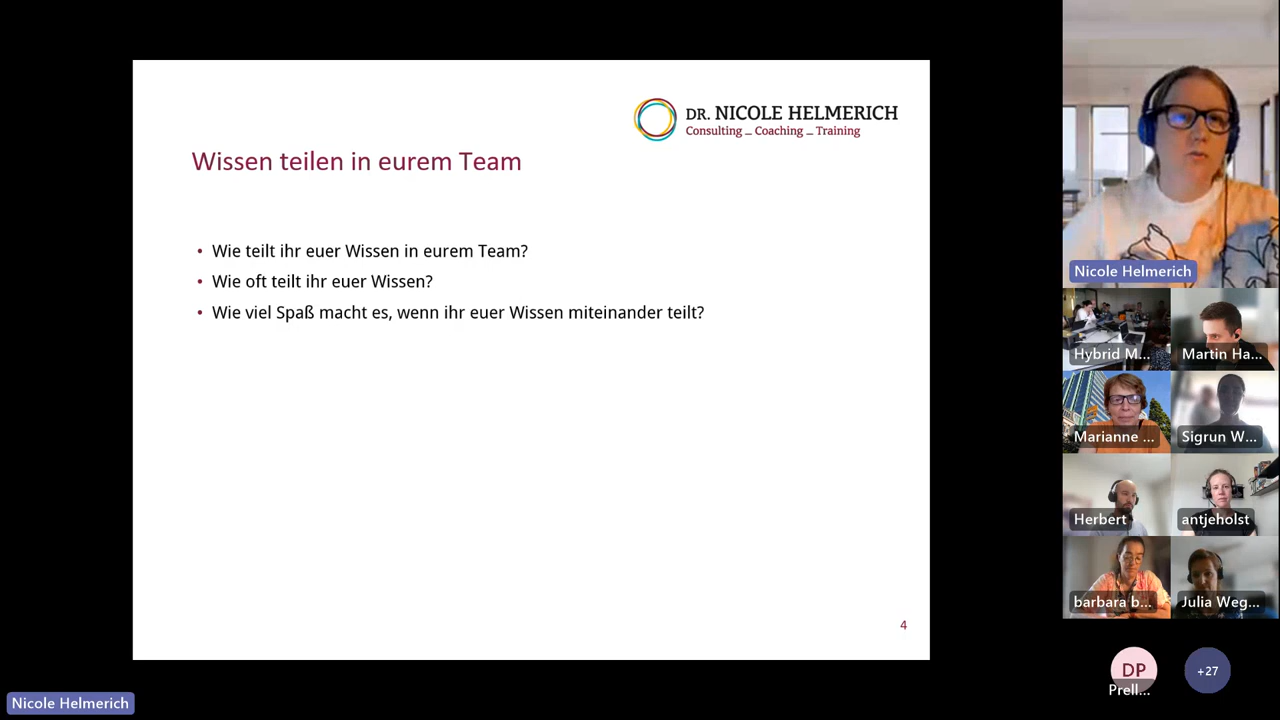 DR. NICOLE HELMERICH
Consulting _ Coaching _ Training
Wissen teilen in eurem Team
• Wie teilt ihr euer Wissen in eurem Team?
• Wie oft teilt ihr euer Wissen?
• Wie viel Spaß macht es, wenn ihr euer Wissen miteinander teilt?
4
Nicole Helmerich
Hybrid M...
Martin Ha...
Marianne ...
Sigrun W...
Herbert
antjeholst
barbara b...
Julia Weg...
DP
Prell...
+27
Nicole Helmerich